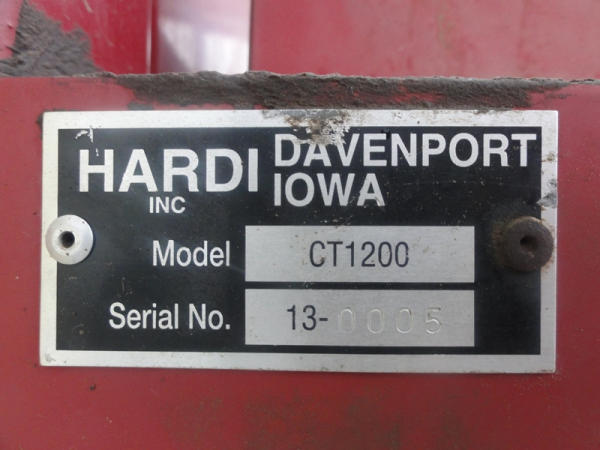 HARDI INC DAVENPORT IOWA
Model CT1200
Serial No. 13-0005